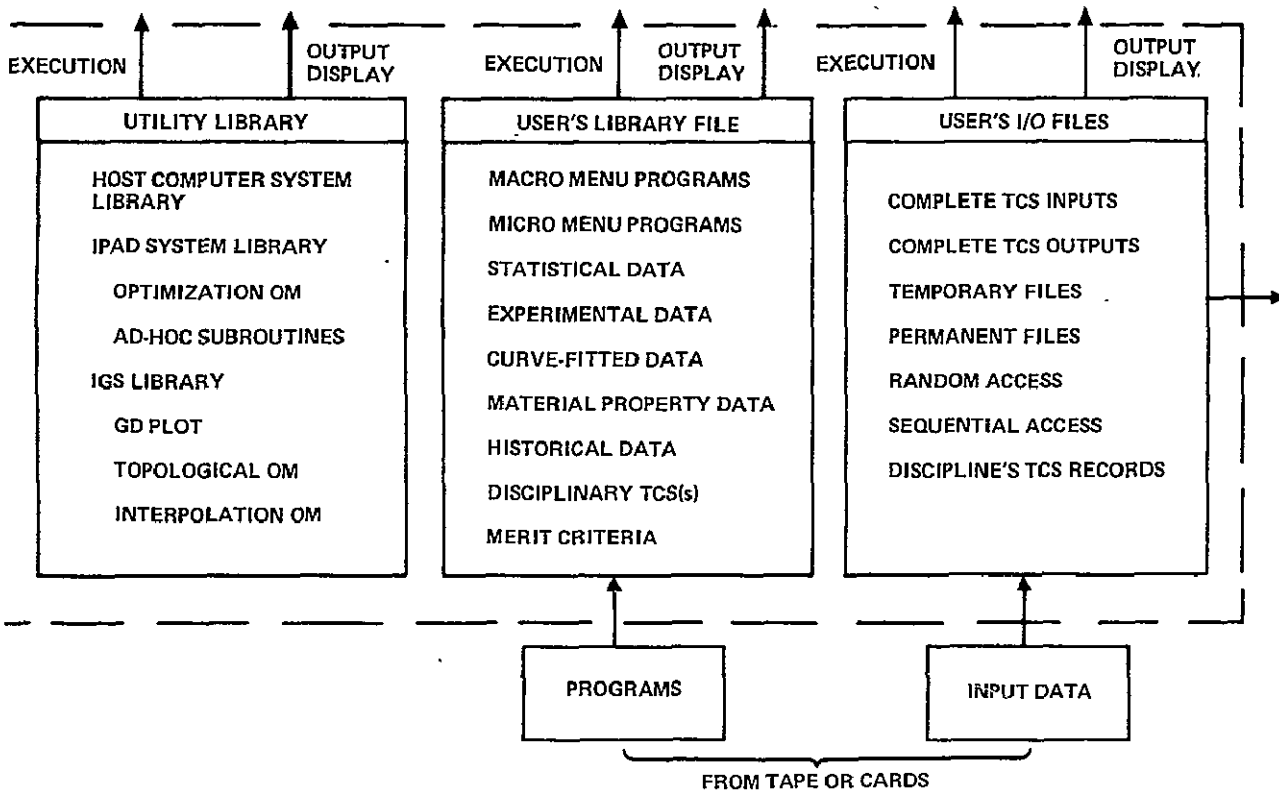 EXECUTION
OUTPUT
DISPLAY
EXECUTION
OUTPUT
DISPLAY
EXECUTION
OUTPUT
DISPLAY.
UTILITY LIBRARY
HOST COMPUTER SYSTEM
LIBRARY
IPAD SYSTEM LIBRARY
OPTIMIZATION OM
AD-HOC SUBROUTINES
IGS LIBRARY
GD PLOT
TOPOLOGICAL OM
INTERPOLATION OM
USER'S LIBRARY FILE
MACRO MENU PROGRAMS
MICRO MENU PROGRAMS
STATISTICAL DATA
EXPERIMENTAL DATA
CURVE-FITTED DATA
MATERIAL PROPERTY DATA
HISTORICAL DATA
DISCIPLINARY TCS(s)
MERIT CRITERIA
USER'S I/O FILES
COMPLETE TCS INPUTS
COMPLETE TCS OUTPUTS
TEMPORARY FILES
PERMANENT FILES
RANDOM ACCESS
SEQUENTIAL ACCESS
DISCIPLINE'S TCS RECORDS
PROGRAMS
INPUT DATA
FROM TAPE OR CARDS